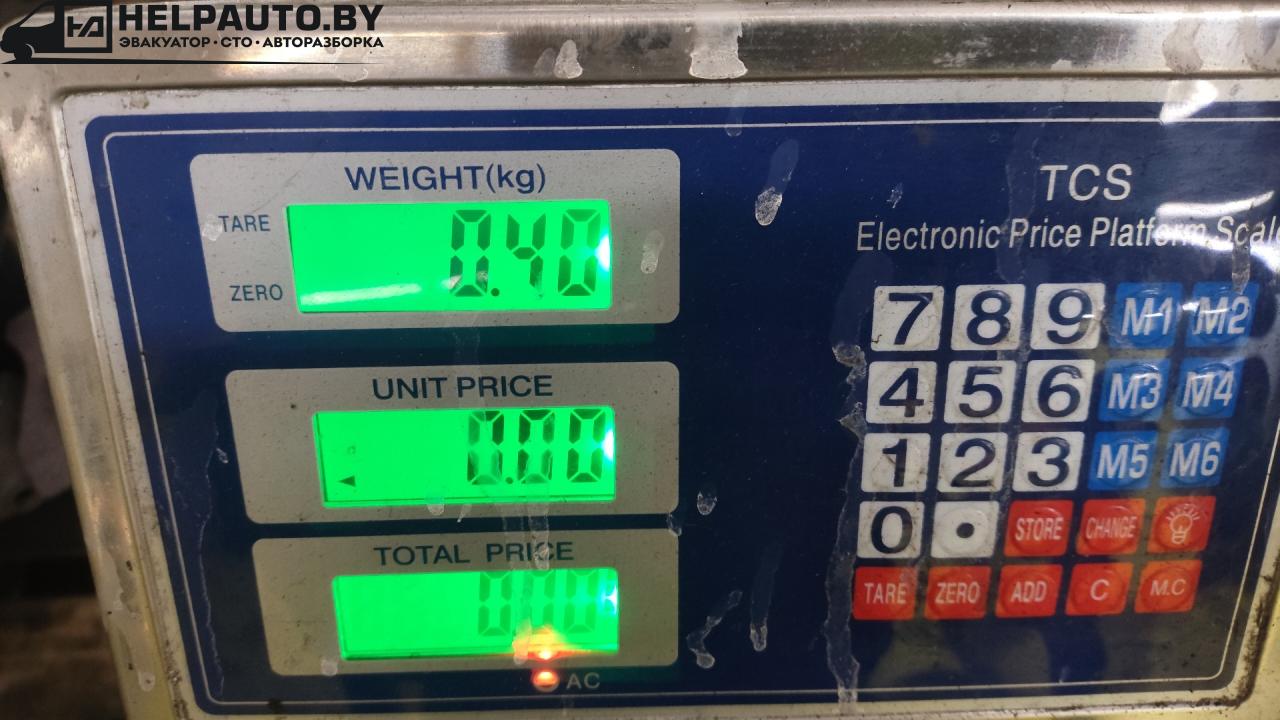 HELPAUTO.BY
ЭВАКУАТОР · СТО · АВТОРАЗБОРКА
WEIGHT(kg)
TARE
0.40
ZERO
UNIT PRICE
0.00
TOTAL PRICE
0.00
AC
TCS
Electronic Price Platform Scale
7 8 9 M1 M2
4 5 6 M3 M4
1 2 3 M5 M6
0 • STORE CHANGE
TARE ZERO ADD C M.C